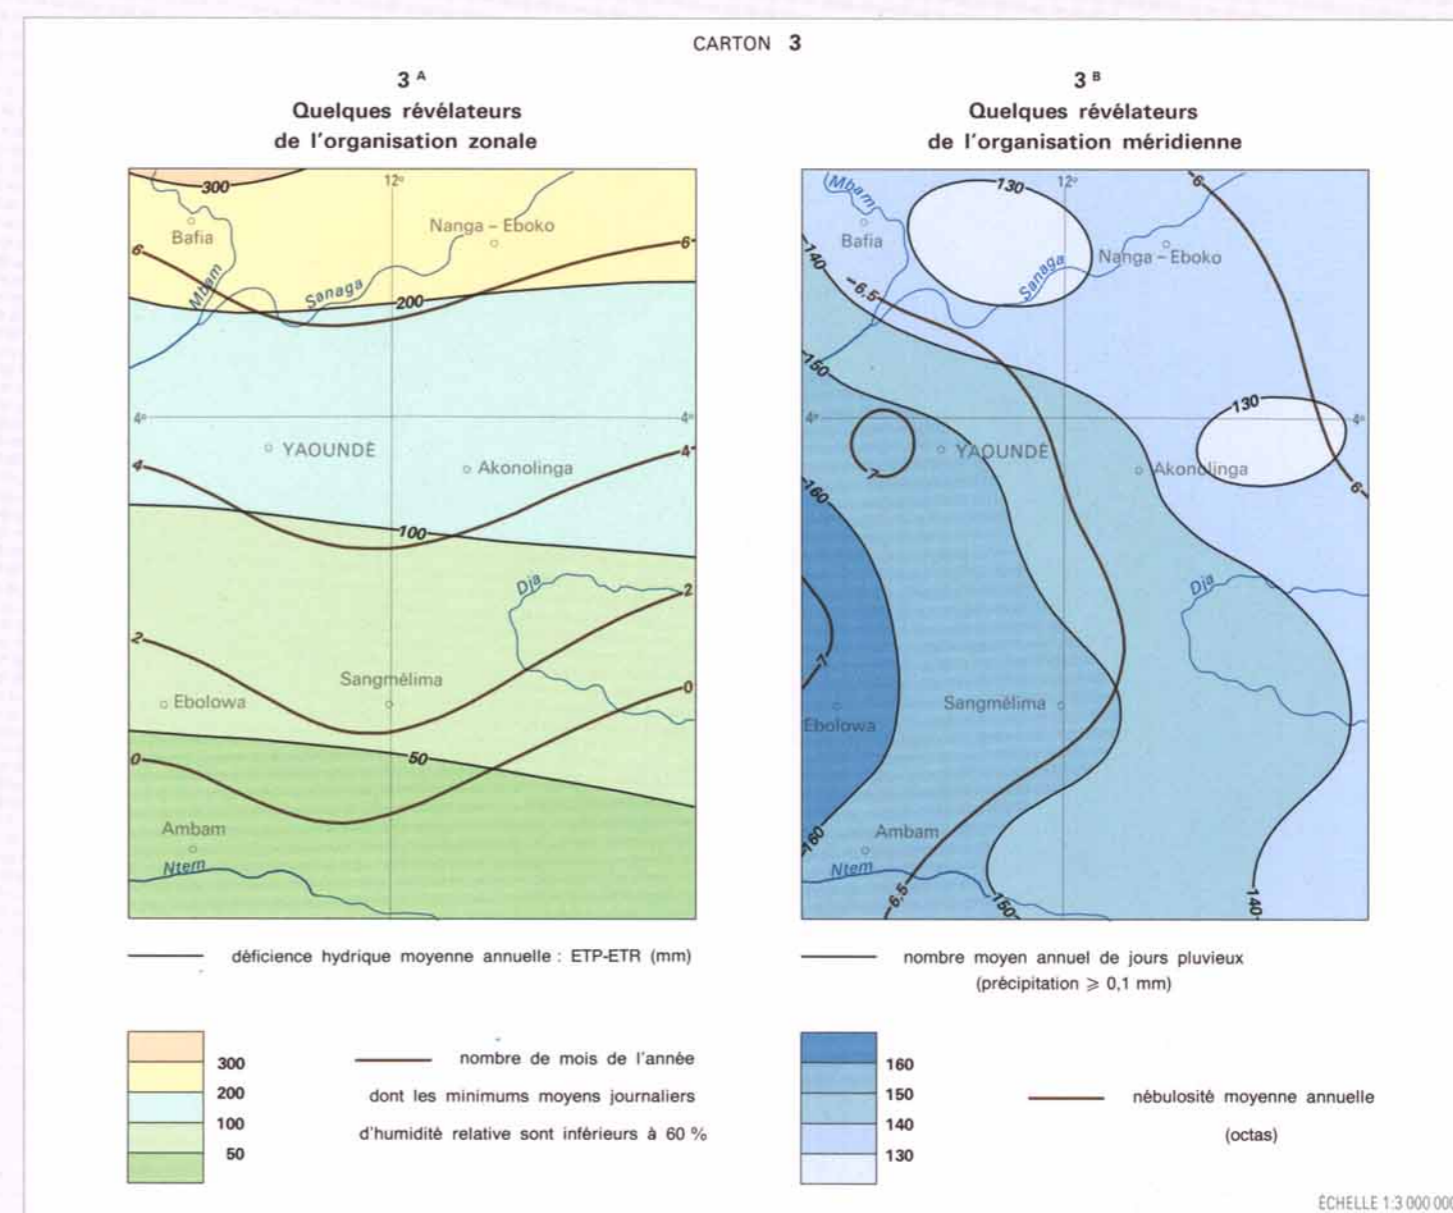 CARTON 3
3 A
Quelques révélateurs
de l'organisation zonale
300
12°
Bafia
Nanga – Eboko
6
6
Mbam
Sanaga
200
4°
4°
YAOUNDÉ
4
4
Akonolinga
100
Dja
2
2
Sangmélima
Ebolowa
0
0
50
Ambam
Ntem
déficience hydrique moyenne annuelle : ETP-ETR (mm)
300
200
100
50
nombre de mois de l'année
dont les minimums moyens journaliers
d'humidité relative sont inférieurs à 60 %
3 B
Quelques révélateurs
de l'organisation méridienne
Mbam
130
12°
6
Bafia
140
Nanga – Eboko
Sanaga
6,5
150
4°
130
4°
YAOUNDÉ
7
Akonolinga
160
6
Dja
7
Sangmélima
Ebolowa
160
Ambam
Ntem
6,5
150
140
nombre moyen annuel de jours pluvieux
(précipitation ⩾ 0,1 mm)
160
150
140
130
nébulosité moyenne annuelle
(octas)
ÉCHELLE 1:3 000 000